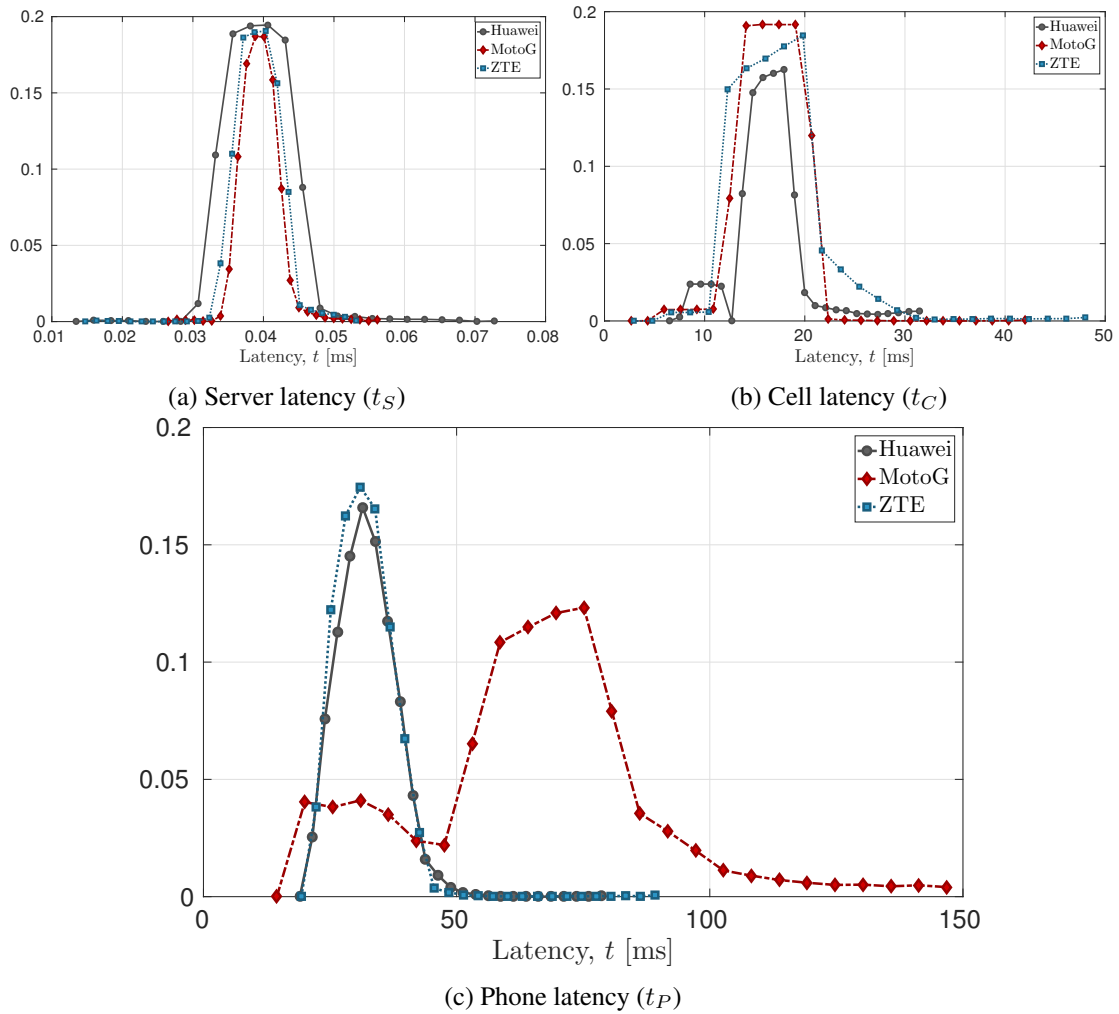 0.2
0.15
0.1
0.05
0
0.01 0.02 0.03 0.04 0.05 0.06 0.07 0.08
Latency, t [ms]
Huawei
MotoG
ZTE
(a) Server latency (tS)
0.2
0.15
0.1
0.05
0
0 10 20 30 40 50
Latency, t [ms]
Huawei
MotoG
ZTE
(b) Cell latency (tC)
0.2
0.15
0.1
0.05
0
0 50 100 150
Latency, t [ms]
Huawei
MotoG
ZTE
(c) Phone latency (tP)